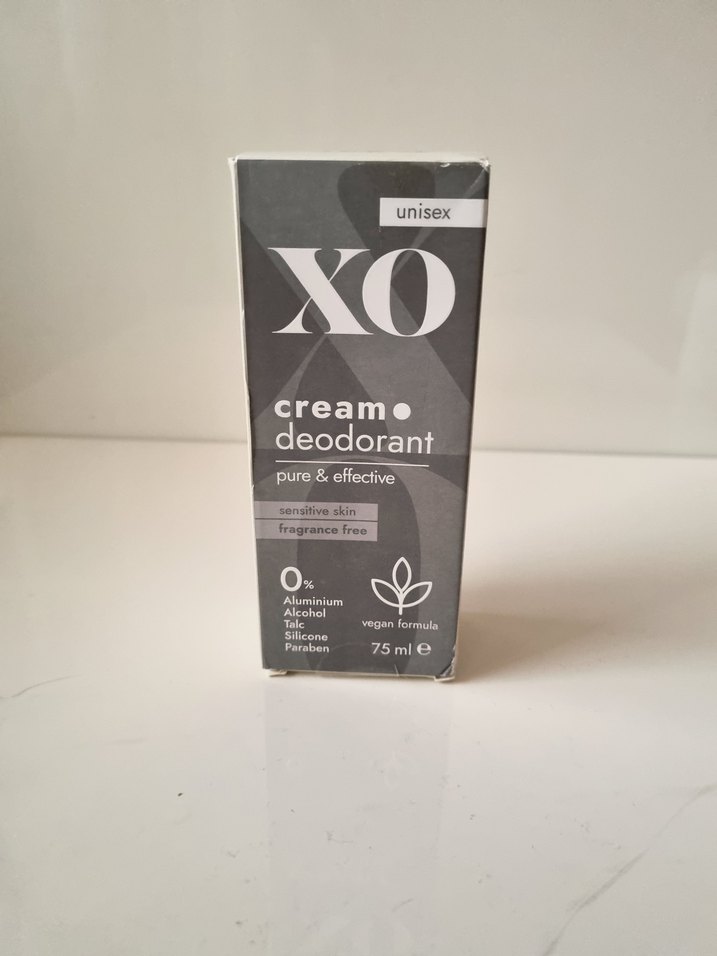 unisex
XO
cream
deodorant
pure & effective
sensitive skin
fragrance free
0%
Aluminium
Alcohol
Talc
Silicone
Paraben
vegan formula
75 ml ℮